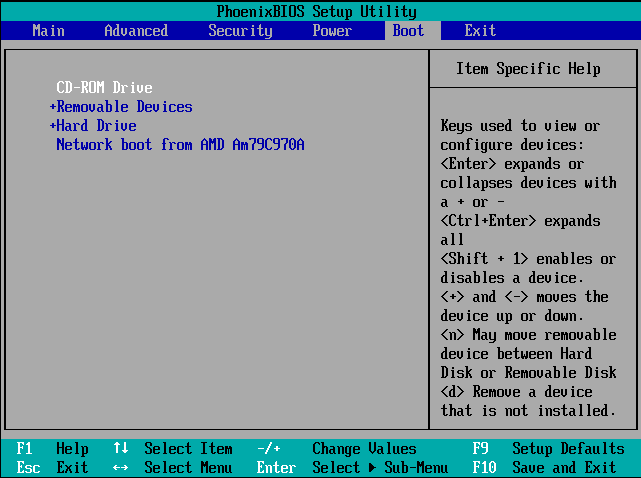 PhoenixBIOS Setup Utility
Main Advanced Security Power Boot Exit
CD-ROM Drive
+Removable Devices
+Hard Drive
Network boot from AMD Am79C970A
Item Specific Help
Keys used to view or
configure devices:
<Enter> expands or
collapses devices with
a + or -
<Ctrl+Enter> expands
all
<Shift + 1> enables or
disables a device.
<+> and <-> moves the
device up or down.
<n> May move removable
device between Hard
Disk or Removable Disk
<d> Remove a device
that is not installed.
F1 Help ↑↓ Select Item -/+ Change Values F9 Setup Defaults
Esc Exit ↔ Select Menu Enter Select ▶ Sub-Menu F10 Save and Exit